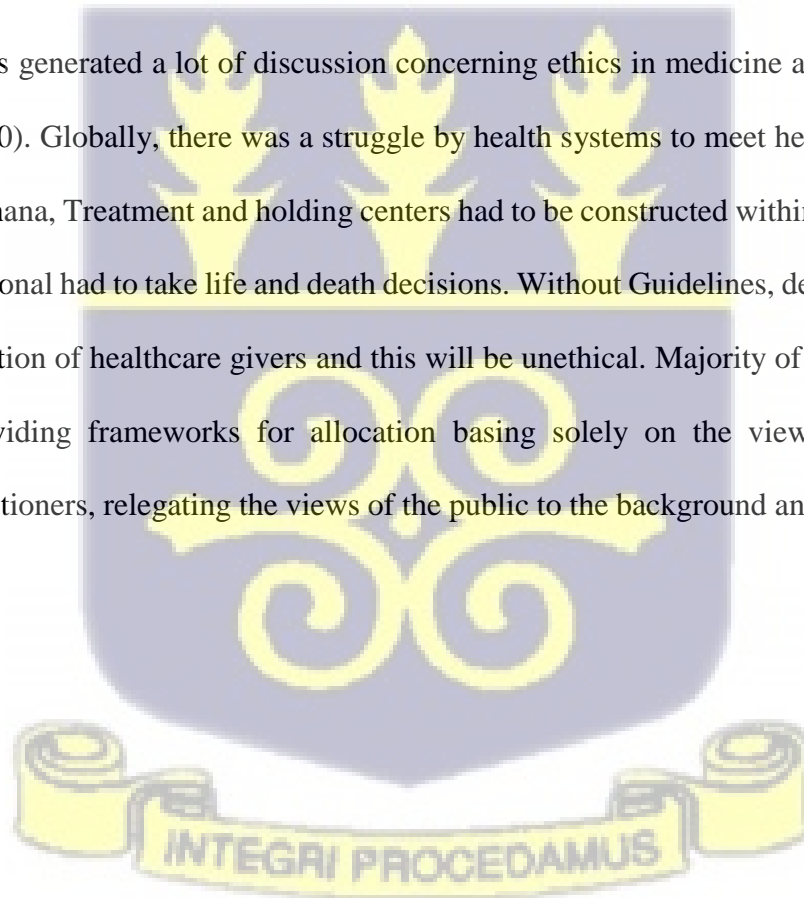 s generated a lot of discussion concerning ethics in medicine a
0). Globally, there was a struggle by health systems to meet he
nana, Treatment and holding centers had to be constructed within
onal had to take life and death decisions. Without Guidelines, de
tion of healthcare givers and this will be unethical. Majority of
viding frameworks for allocation basing solely on the view
tioners, relegating the views of the public to the background an
INTEGRI PROCEDAMUS